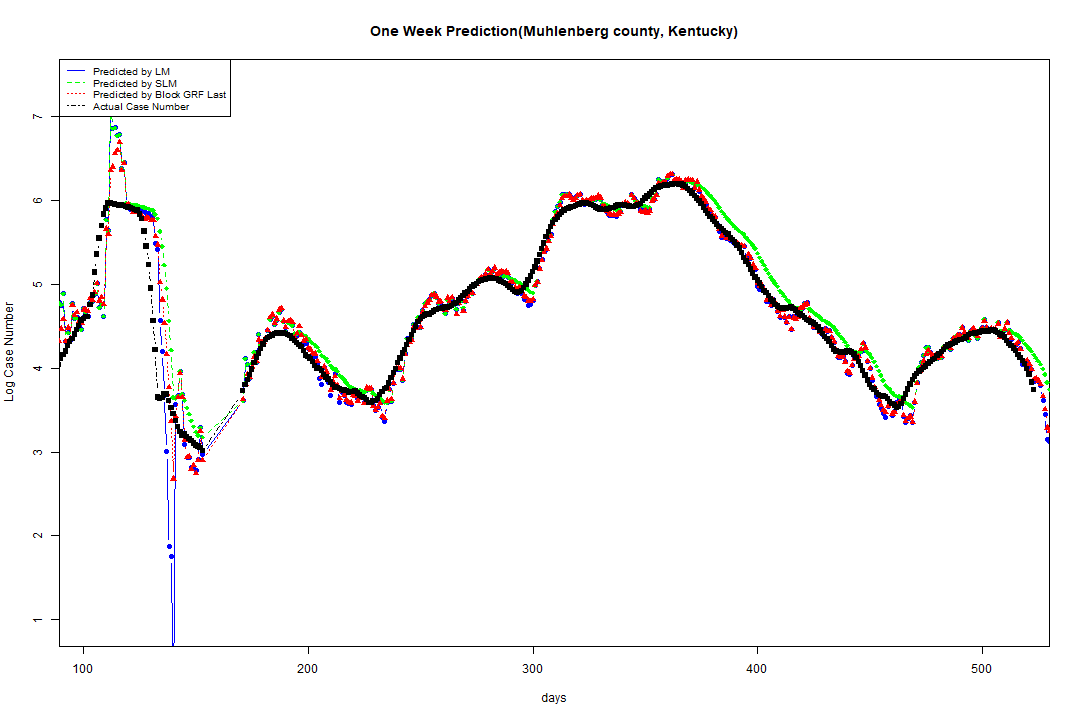 One Week Prediction(Muhlenberg county, Kentucky)
Predicted by LM
Predicted by SLM
Predicted by Block GRF Last
Actual Case Number
7
6
5
4
3
2
1
Log Case Number
100 200 300 400 500
days